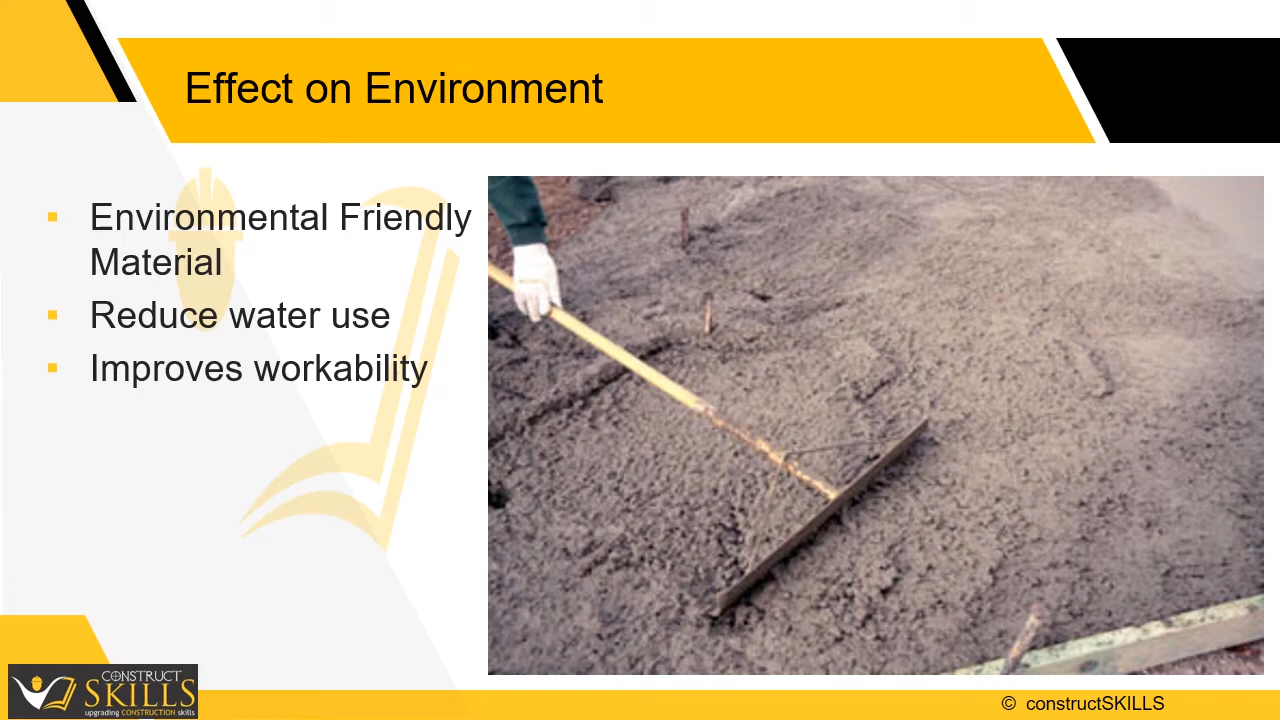 Effect on Environment
▪ Environmental Friendly
Material
▪ Reduce water use
▪ Improves workability
CONSTRUCT
SKILLS
upgrading CONSTRUCTION skills
© constructSKILLS